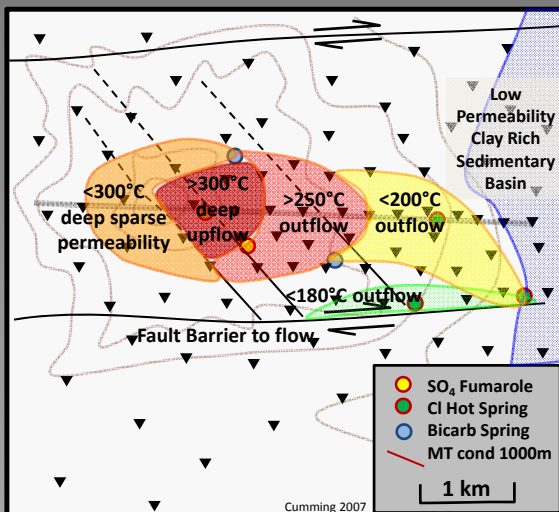 Low
Permeability
Clay Rich
Sedimentary
Basin
<300°C
deep sparse
permeability
>300°C
deep
upflow
>250°C
outflow
<200°C
outflow
<180°C outflow
Fault Barrier to flow
SO₄ Fumarole
Cl Hot Spring
Bicarb Spring
MT cond 1000m
1 km
Cumming 2007